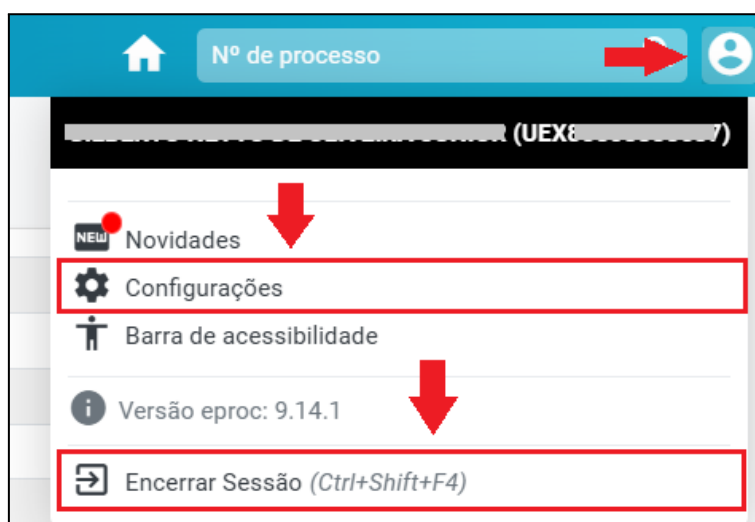 Nº de processo
(UEX8 7)
NEW Novidades
Configurações
Barra de acessibilidade
Versão eproc: 9.14.1
Encerrar Sessão (Ctrl+Shift+F4)